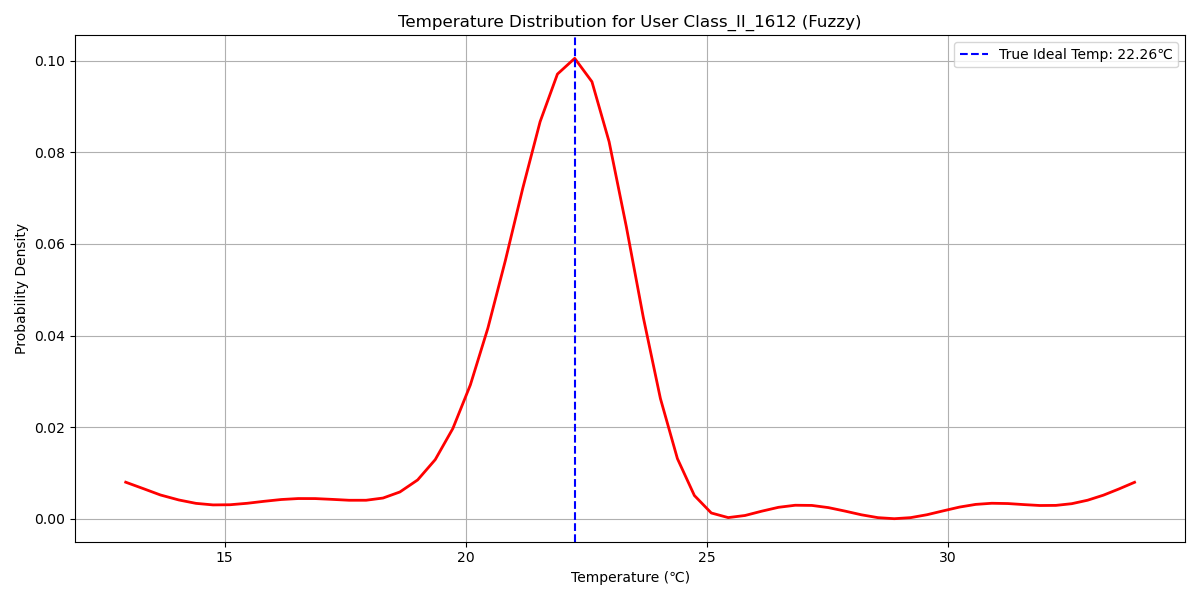 Temperature Distribution for User Class_II_1612 (Fuzzy)
True Ideal Temp: 22.26℃
Probability Density
0.10
0.08
0.06
0.04
0.02
0.00
15
20
25
30
Temperature (℃)